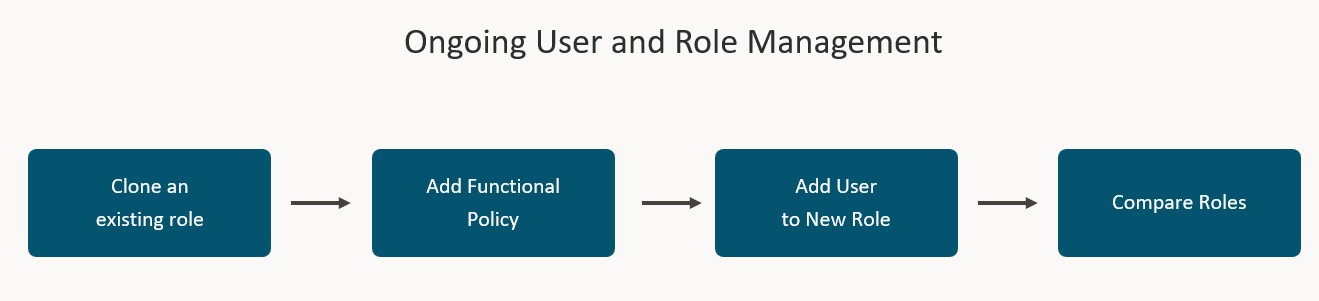 Ongoing User and Role Management
Clone an
existing role
Add Functional
Policy
Add User
to New Role
Compare Roles